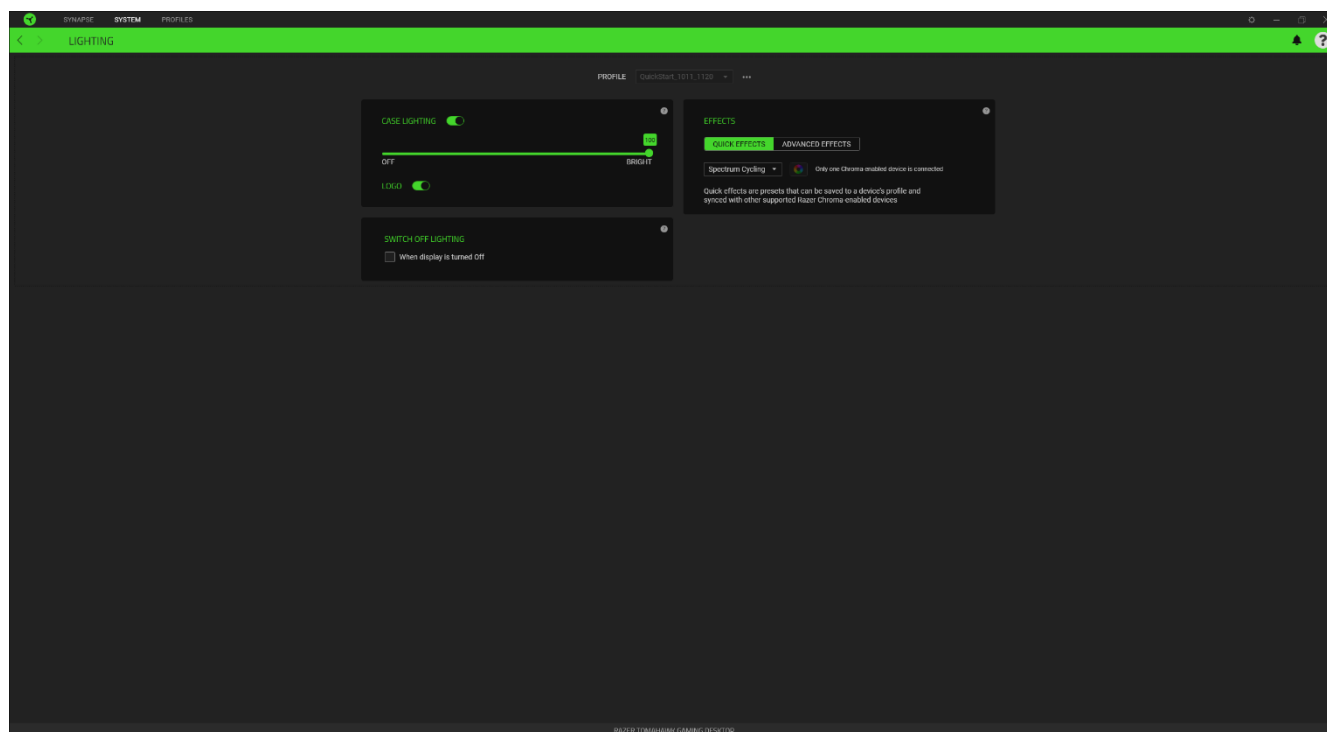 SYNAPSE SYSTEM PROFILES
LIGHTING
?
PROFILE QuickStart_1011_1120
CASE LIGHTING
100
OFF BRIGHT
LOGO
EFFECTS
QUICK EFFECTS ADVANCED EFFECTS
Spectrum Cycling Only one Chroma enabled device is connected
Quick effects are presets that can be saved to a device's profile and
synced with other supported Razer Chroma enabled devices
SWITCH OFF LIGHTING
When display is turned Off
RAZER TOMAHAWK GAMING DESKTOP